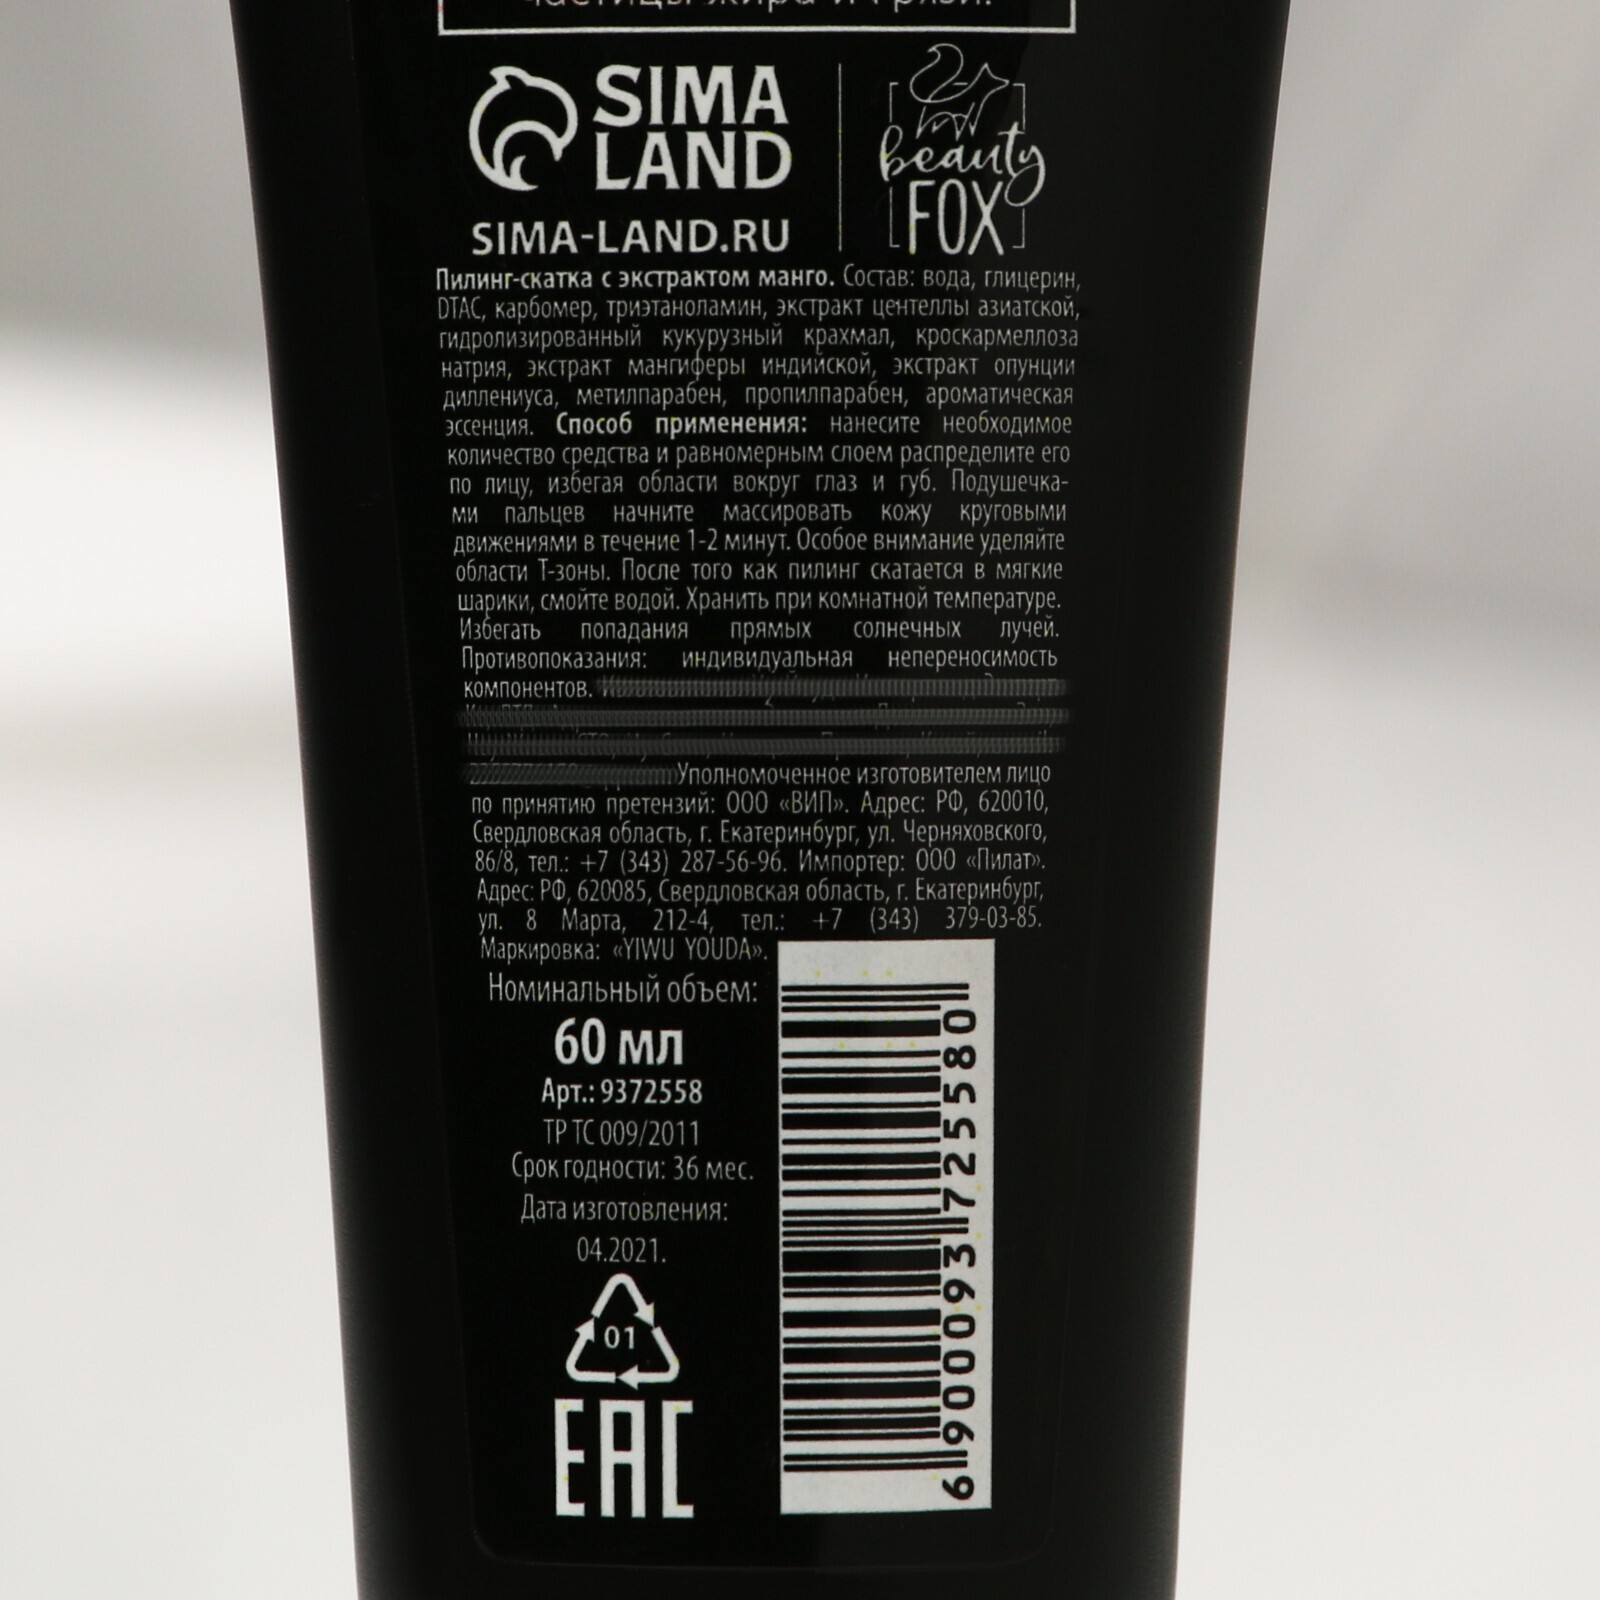 частицы жира и грязи.
SIMA
LAND
SIMA-LAND.RU
beauty
FOX
Пилинг-скатка с экстрактом манго. Состав: вода, глицерин,
DTAC, карбомер, триэтаноламин, экстракт центеллы азиатской,
гидролизированный кукурузный крахмал, кроскармеллоза
натрия, экстракт мангиферы индийской, экстракт опунции
диллениуса, метилпарабен, пропилпарабен, ароматическая
эссенция. Способ применения: нанесите необходимое
количество средства и равномерным слоем распределите его
по лицу, избегая области вокруг глаз и губ. Подушечка-
ми пальцев начните массировать кожу круговыми
движениями в течение 1-2 минут. Особое внимание уделяйте
области Т-зоны. После того как пилинг скатается в мягкие
шарики, смойте водой. Хранить при комнатной температуре.
Избегать попадания прямых солнечных лучей.
Противопоказания: индивидуальная непереносимость
компонентов.
Уполномоченное изготовителем лицо
по принятию претензий: ООО «ВИП». Адрес: РФ, 620010,
Свердловская область, г. Екатеринбург, ул. Черняховского,
86/8, тел.: +7 (343) 287-56-96. Импортер: ООО «Пилат».
Адрес: РФ, 620085, Свердловская область, г. Екатеринбург,
ул. 8 Марта, 212-4, тел.: +7 (343) 379-03-85.
Маркировка: «YIWU YOUDA».
Номинальный объем:
60 мл
Арт.: 9372558
ТР ТС 009/2011
Срок годности: 36 мес.
Дата изготовления:
04.2021.
01
EAC
6 900093 725580